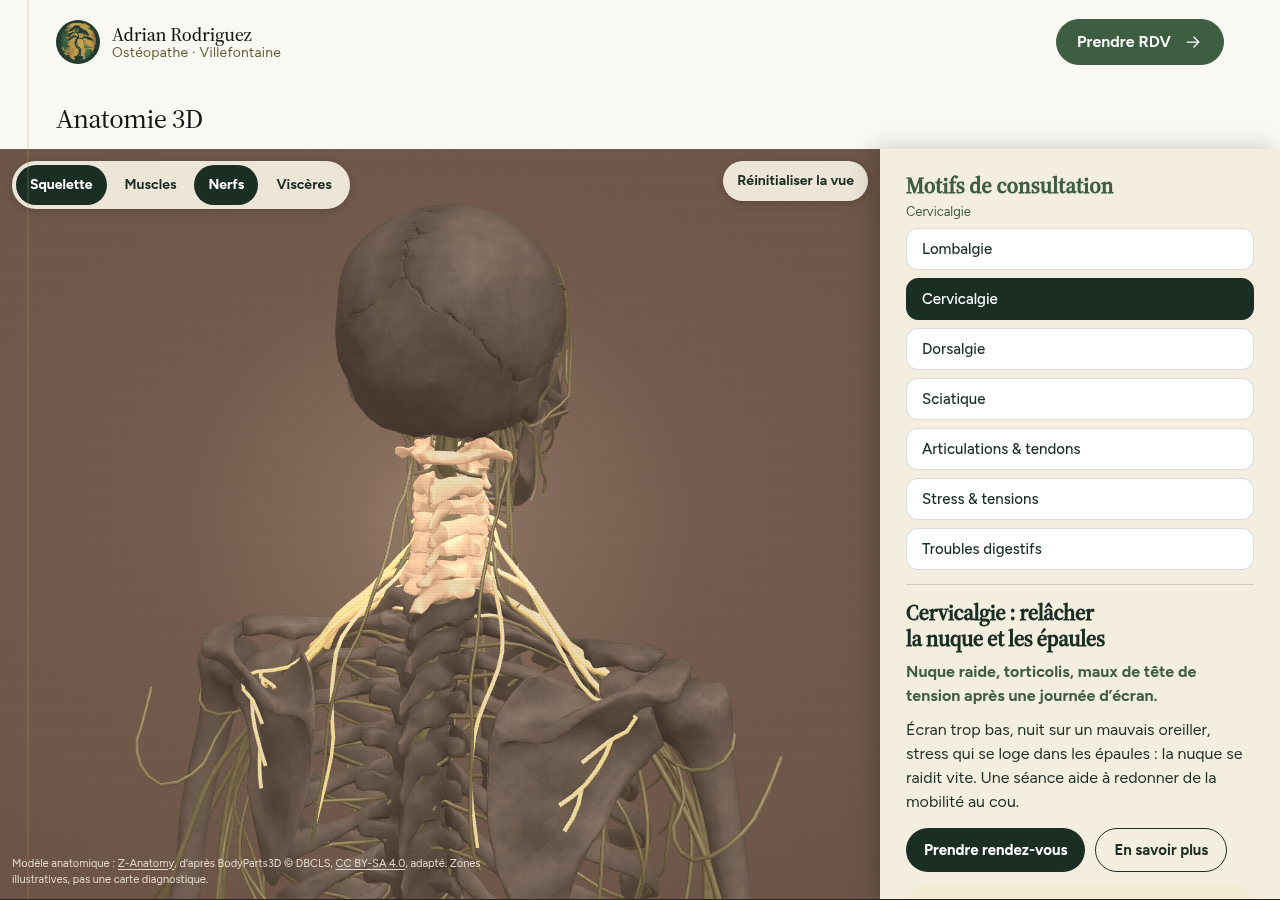 Adrian Rodriguez
Ostéopathe · Villefontaine
Prendre RDV →
Anatomie 3D
Squelette
Muscles
Nerfs
Viscères
Réinitialiser la vue
Modèle anatomique : Z-Anatomy, d’après BodyParts3D © DBCLS, CC BY-SA 4.0, adapté. Zones
illustratives, pas une carte diagnostique.
Motifs de consultation
Cervicalgie
Lombalgie
Cervicalgie
Dorsalgie
Sciatique
Articulations & tendons
Stress & tensions
Troubles digestifs
Cervicalgie : relâcher
la nuque et les épaules
Nuque raide, torticolis, maux de tête de
tension après une journée d’écran.
Écran trop bas, nuit sur un mauvais oreiller,
stress qui se loge dans les épaules : la nuque se
raidit vite. Une séance aide à redonner de la
mobilité au cou.
Prendre rendez-vous
En savoir plus